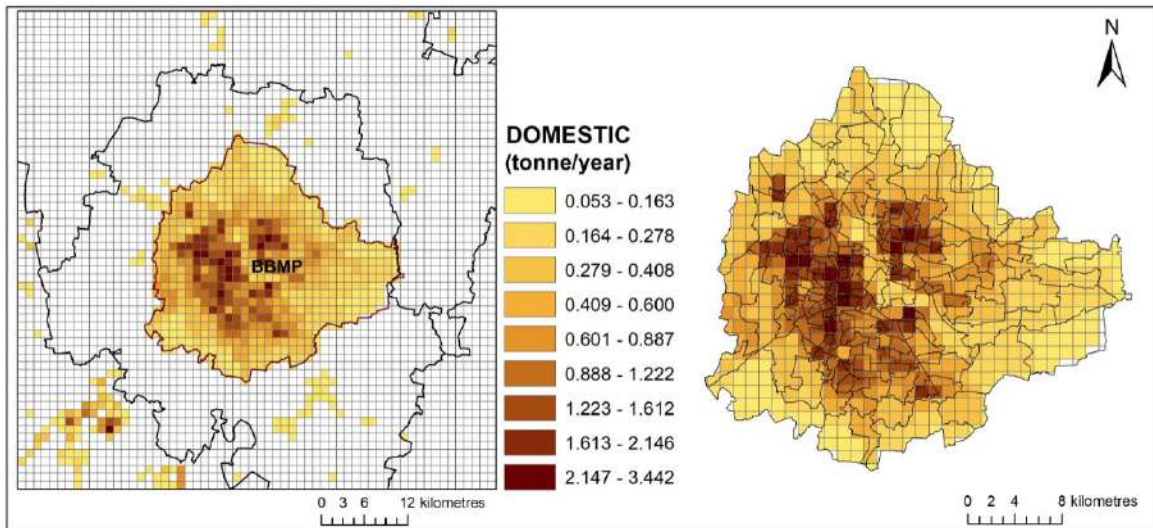 BBMP
0 3 6 12 kilometres
DOMESTIC
(tonne/year)
0.053 - 0.163
0.164 - 0.278
0.279 - 0.408
0.409 - 0.600
0.601 - 0.887
0.888 - 1.222
1.223 - 1.612
1.613 - 2.146
2.147 - 3.442
N
0 2 4 8 kilometres